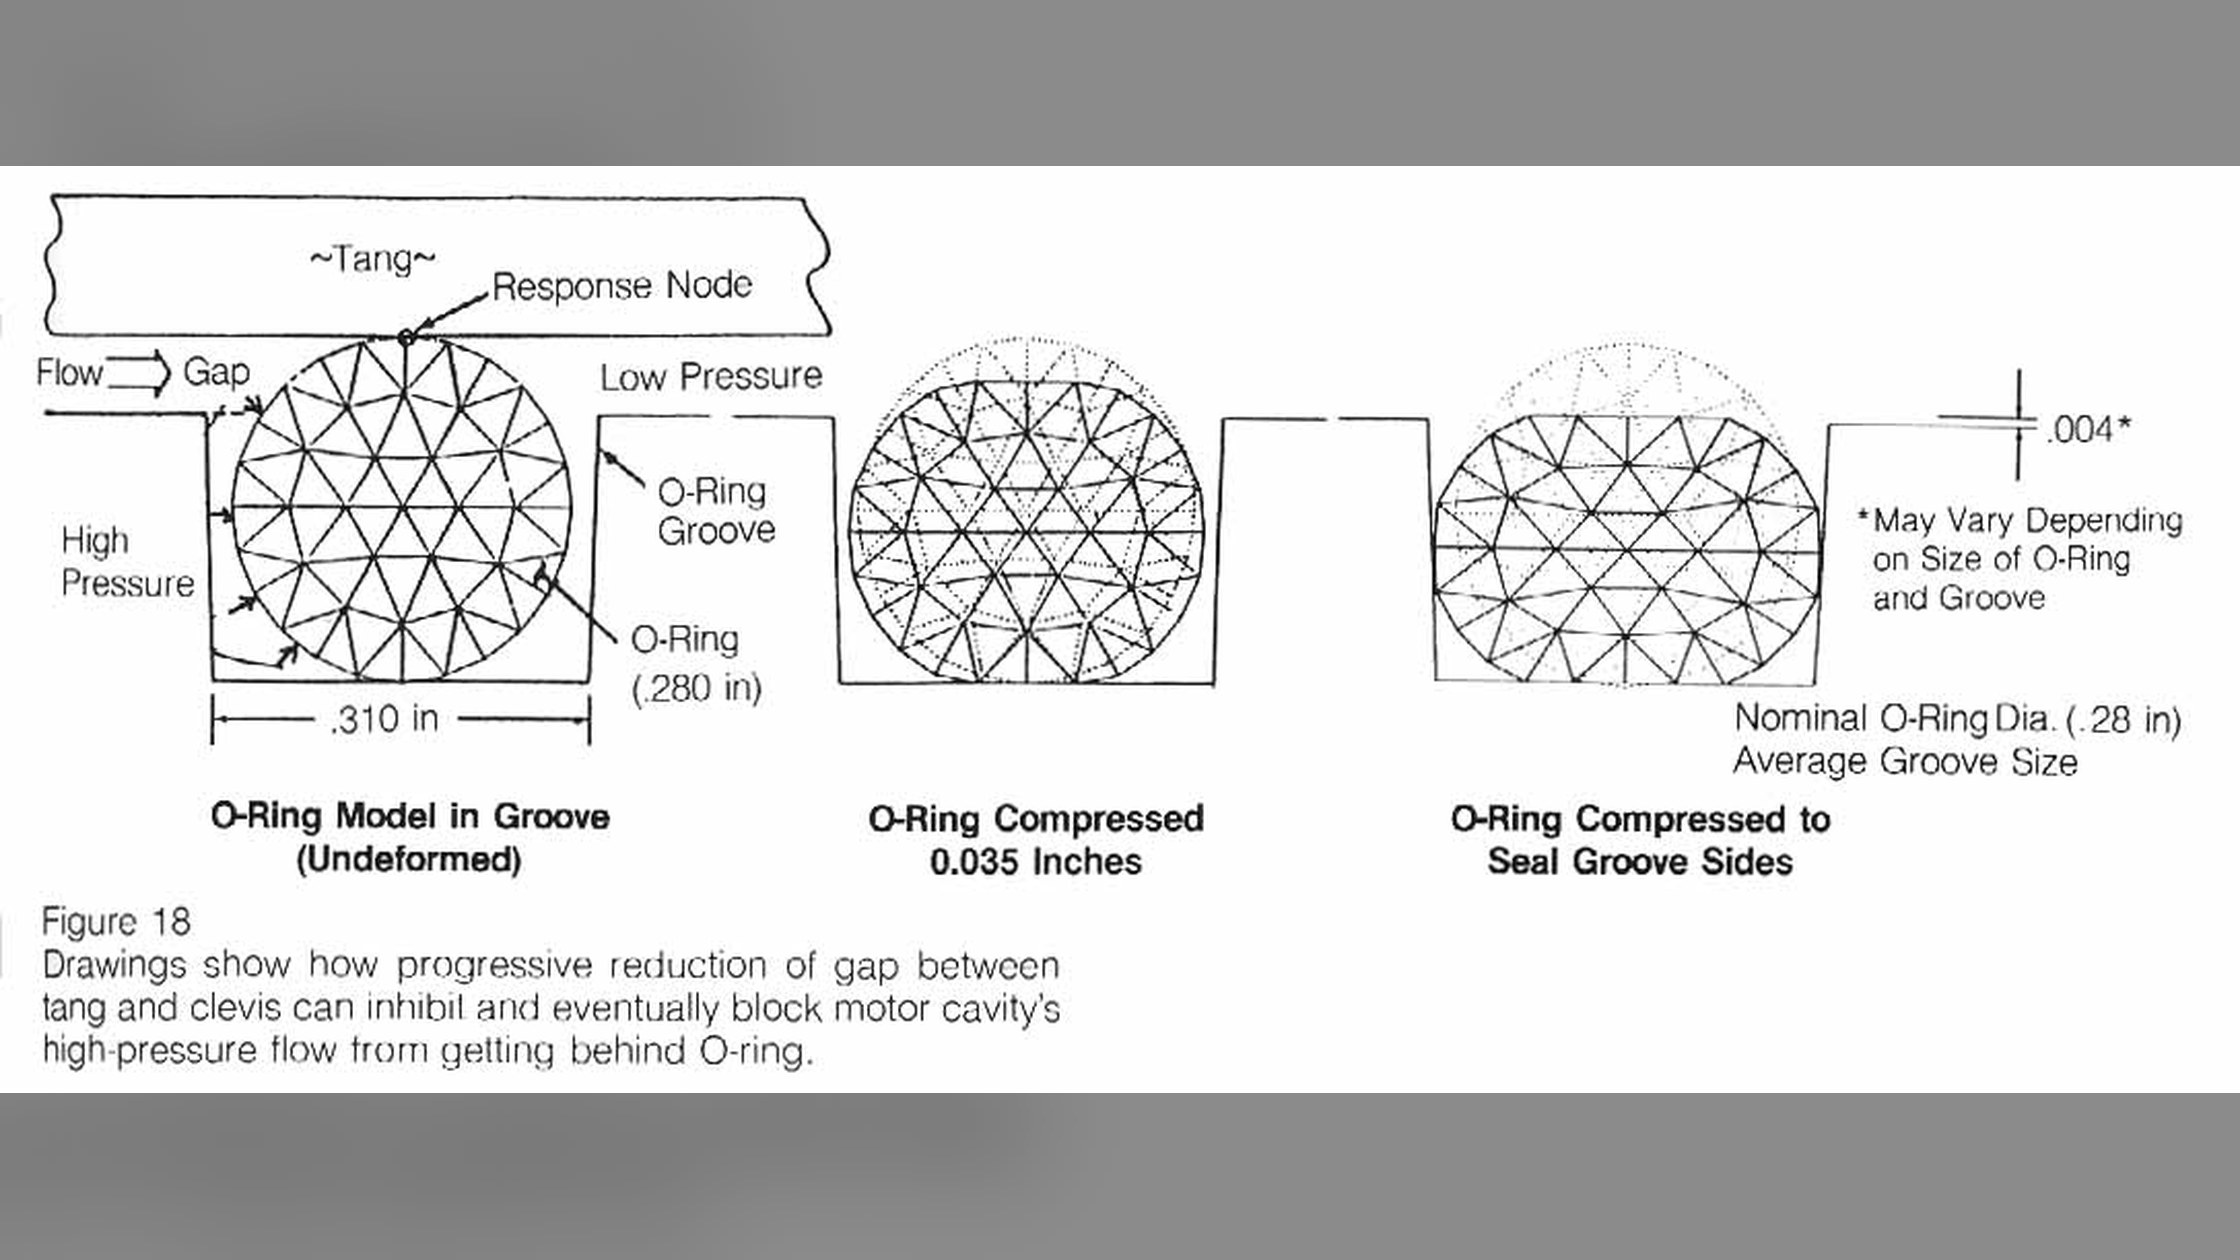 ~Tang~
Response Node
Flow
Gap
Low Pressure
High
Pressure
O-Ring
Groove
O-Ring
(.280 in)
.310 in
.004*
*May Vary Depending
on Size of O-Ring
and Groove
Nominal O-Ring Dia. (.28 in)
Average Groove Size
O-Ring Model in Groove
(Undeformed)
O-Ring Compressed
0.035 Inches
O-Ring Compressed to
Seal Groove Sides
Figure 18
Drawings show how progressive reduction of gap between
tang and clevis can inhibit and eventually block motor cavity's
high-pressure flow from getting behind O-ring.